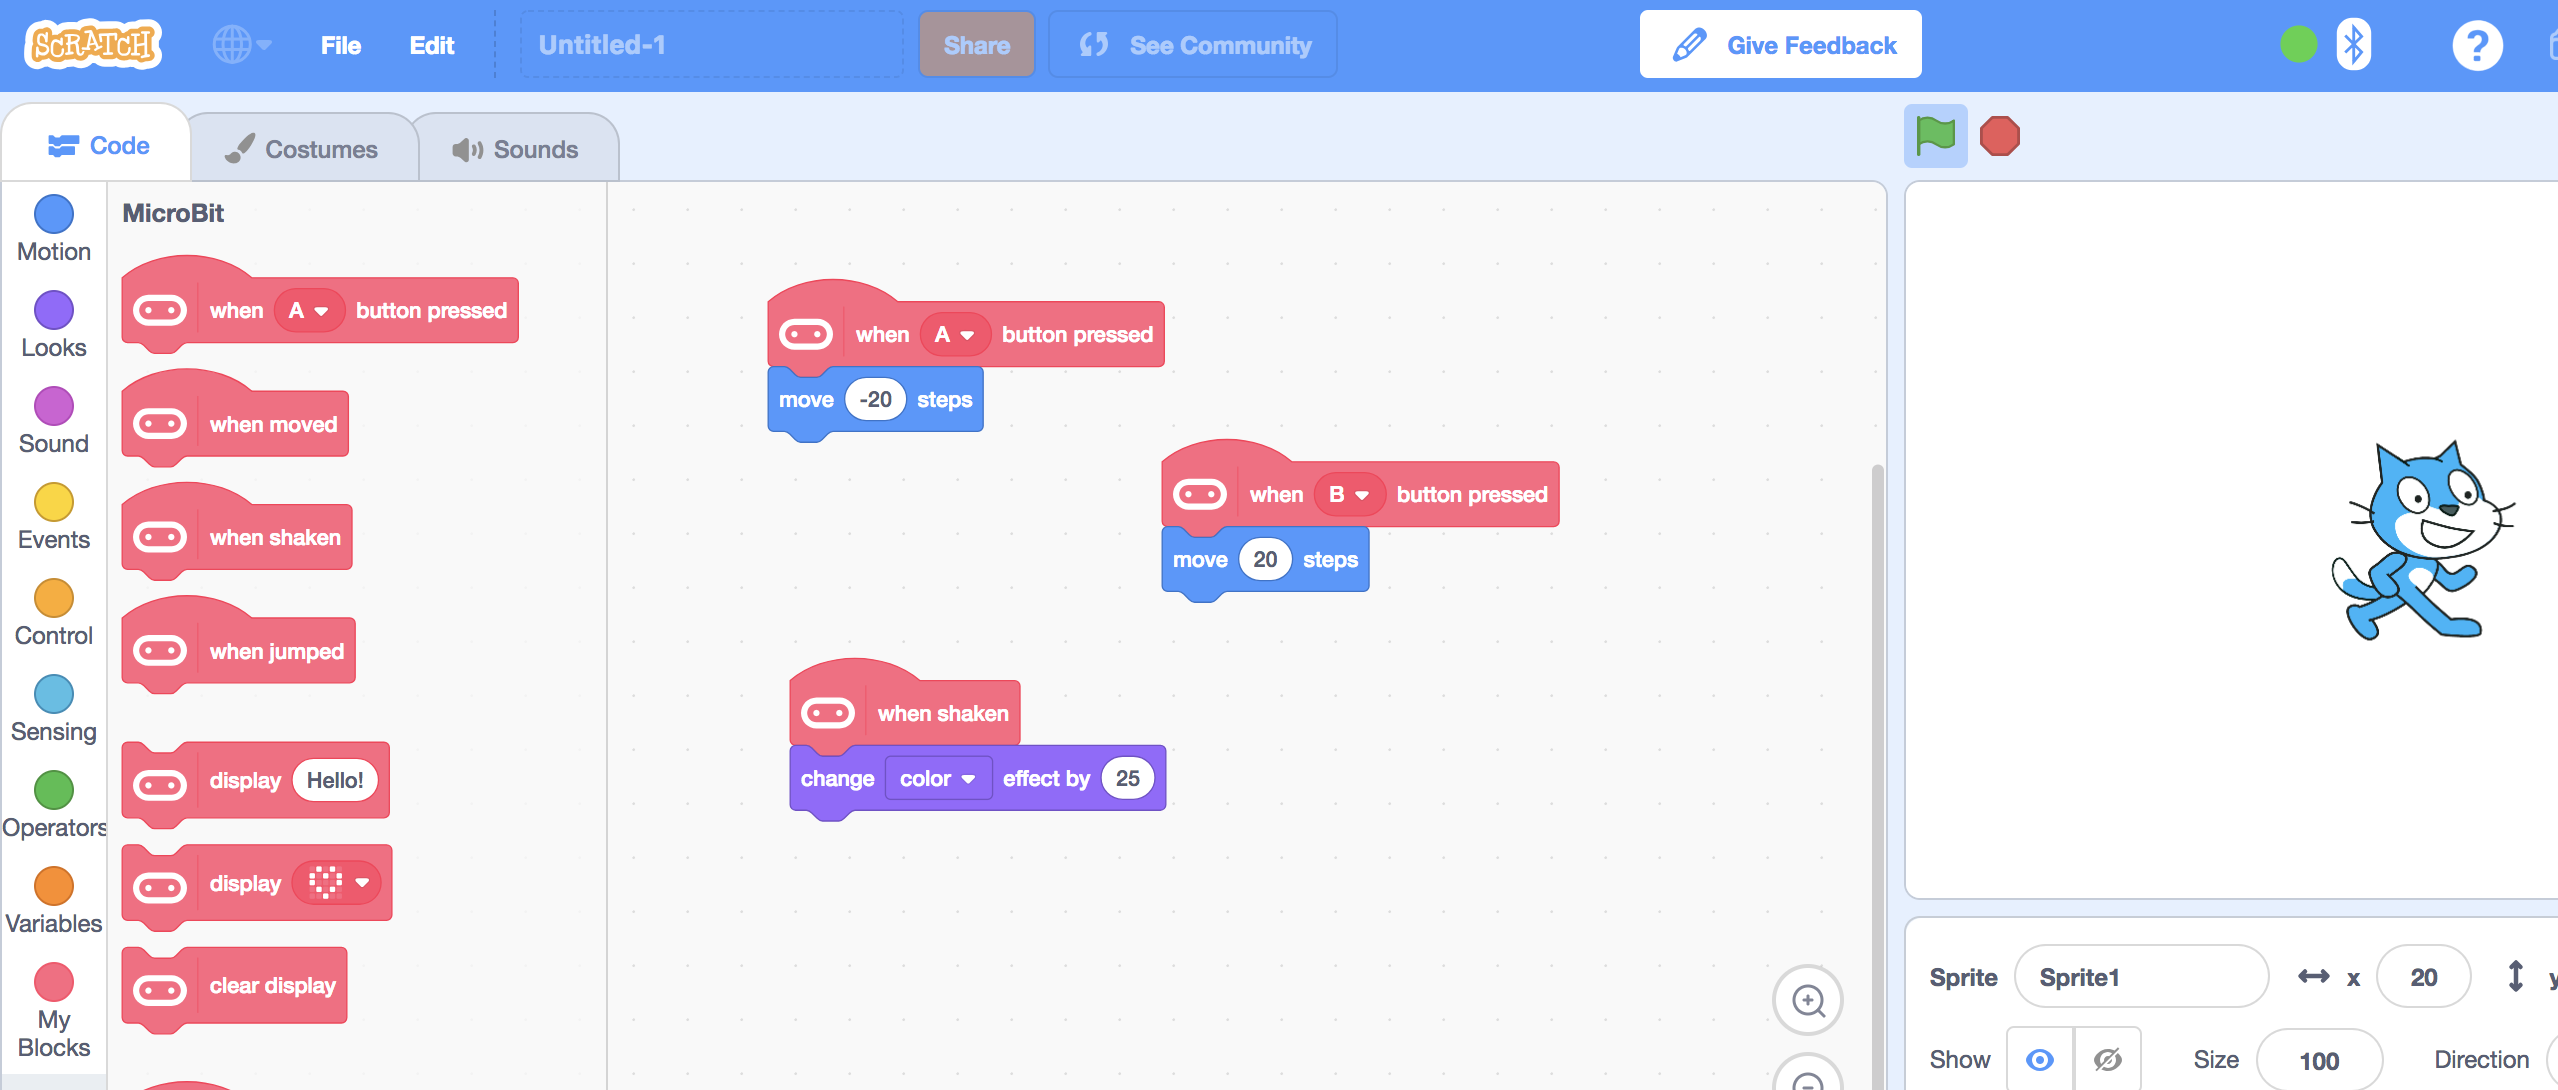 SCRATCH
File
Edit
Untitled-1
Share
See Community
Give Feedback
?
Code
Costumes
Sounds
Motion
Looks
Sound
Events
Control
Sensing
Operators
Variables
My
Blocks
MicroBit
when A button pressed
when moved
when shaken
when jumped
display Hello!
display
clear display
when A button pressed
move -20 steps
when B button pressed
move 20 steps
when shaken
change color effect by 25
Sprite Sprite1 x 20 y
Show Size 100 Direction